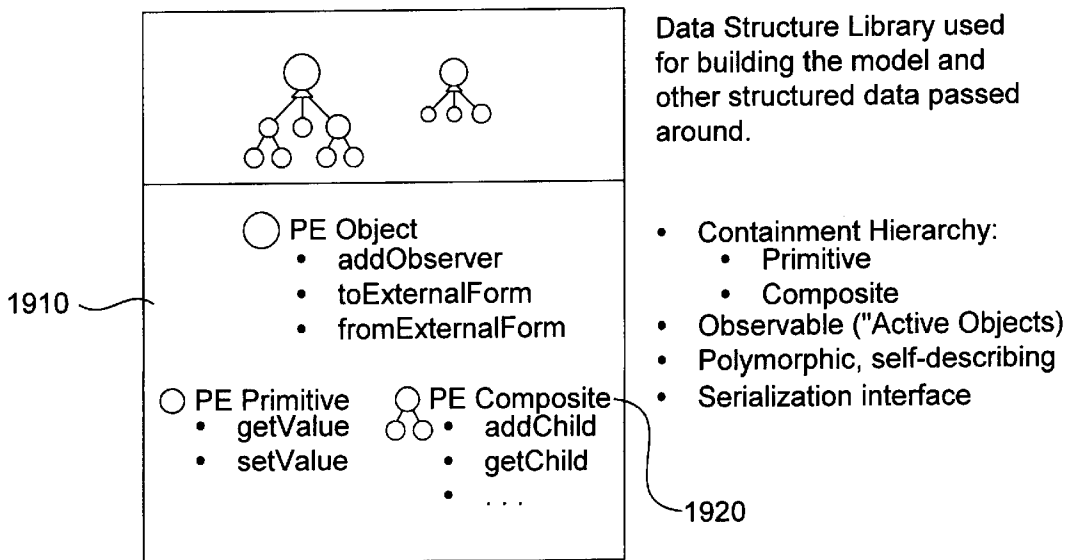 Data Structure Library used
for building the model and
other structured data passed
around.
PE Object
• addObserver
• toExternalForm
• fromExternalForm
1910
PE Primitive
• getValue
• setValue
PE Composite
• addChild
• getChild
• . . .
1920
• Containment Hierarchy:
• Primitive
• Composite
• Observable ("Active Objects)
• Polymorphic, self-describing
• Serialization interface